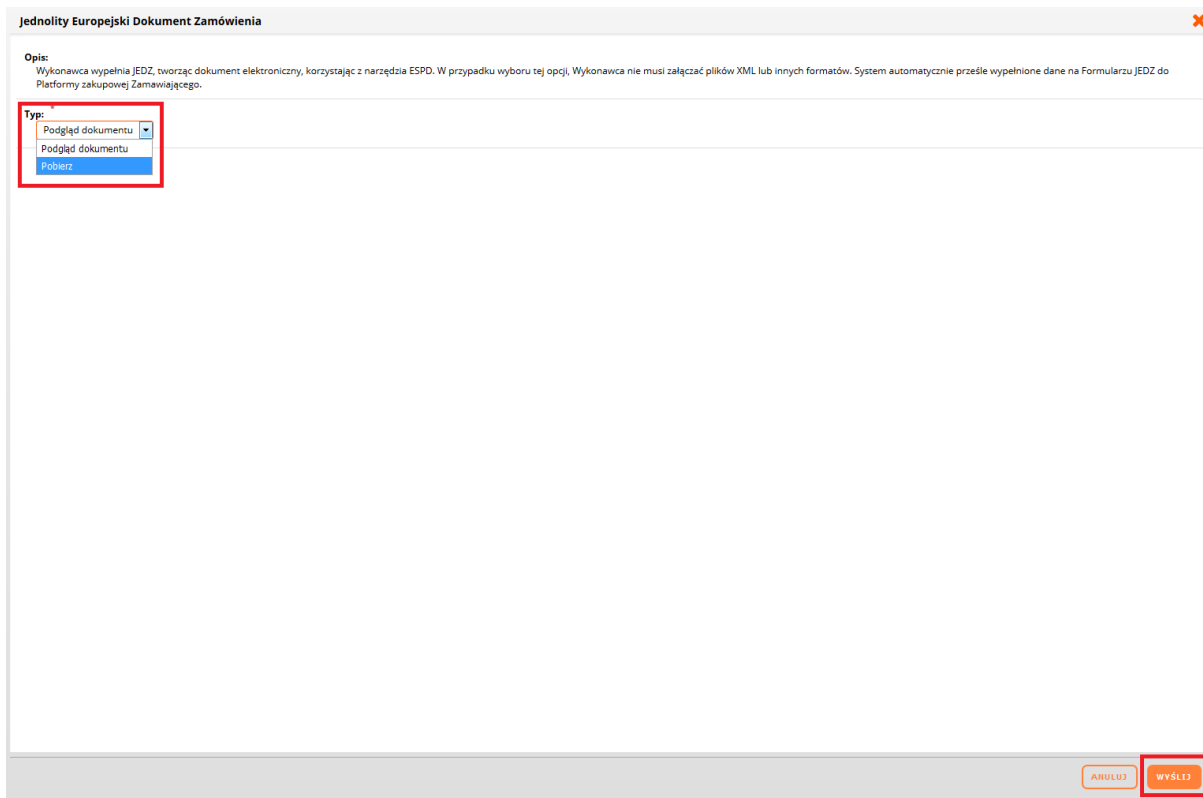 Jednolity Europejski Dokument Zamówienia
Opis:
Wykonawca wypełnia JEDZ, tworząc dokument elektroniczny, korzystając z narzędzia ESPD. W przypadku wyboru tej opcji, Wykonawca nie musi załączać plików XML lub innych formatów. System automatycznie prześle wypełnione dane na Formularzu JEDZ do
Platformy zakupowej Zamawiającego.
Typ: *
Podgląd dokumentu
Podgląd dokumentu
Pobierz
ANULUJ WYŚLIJ